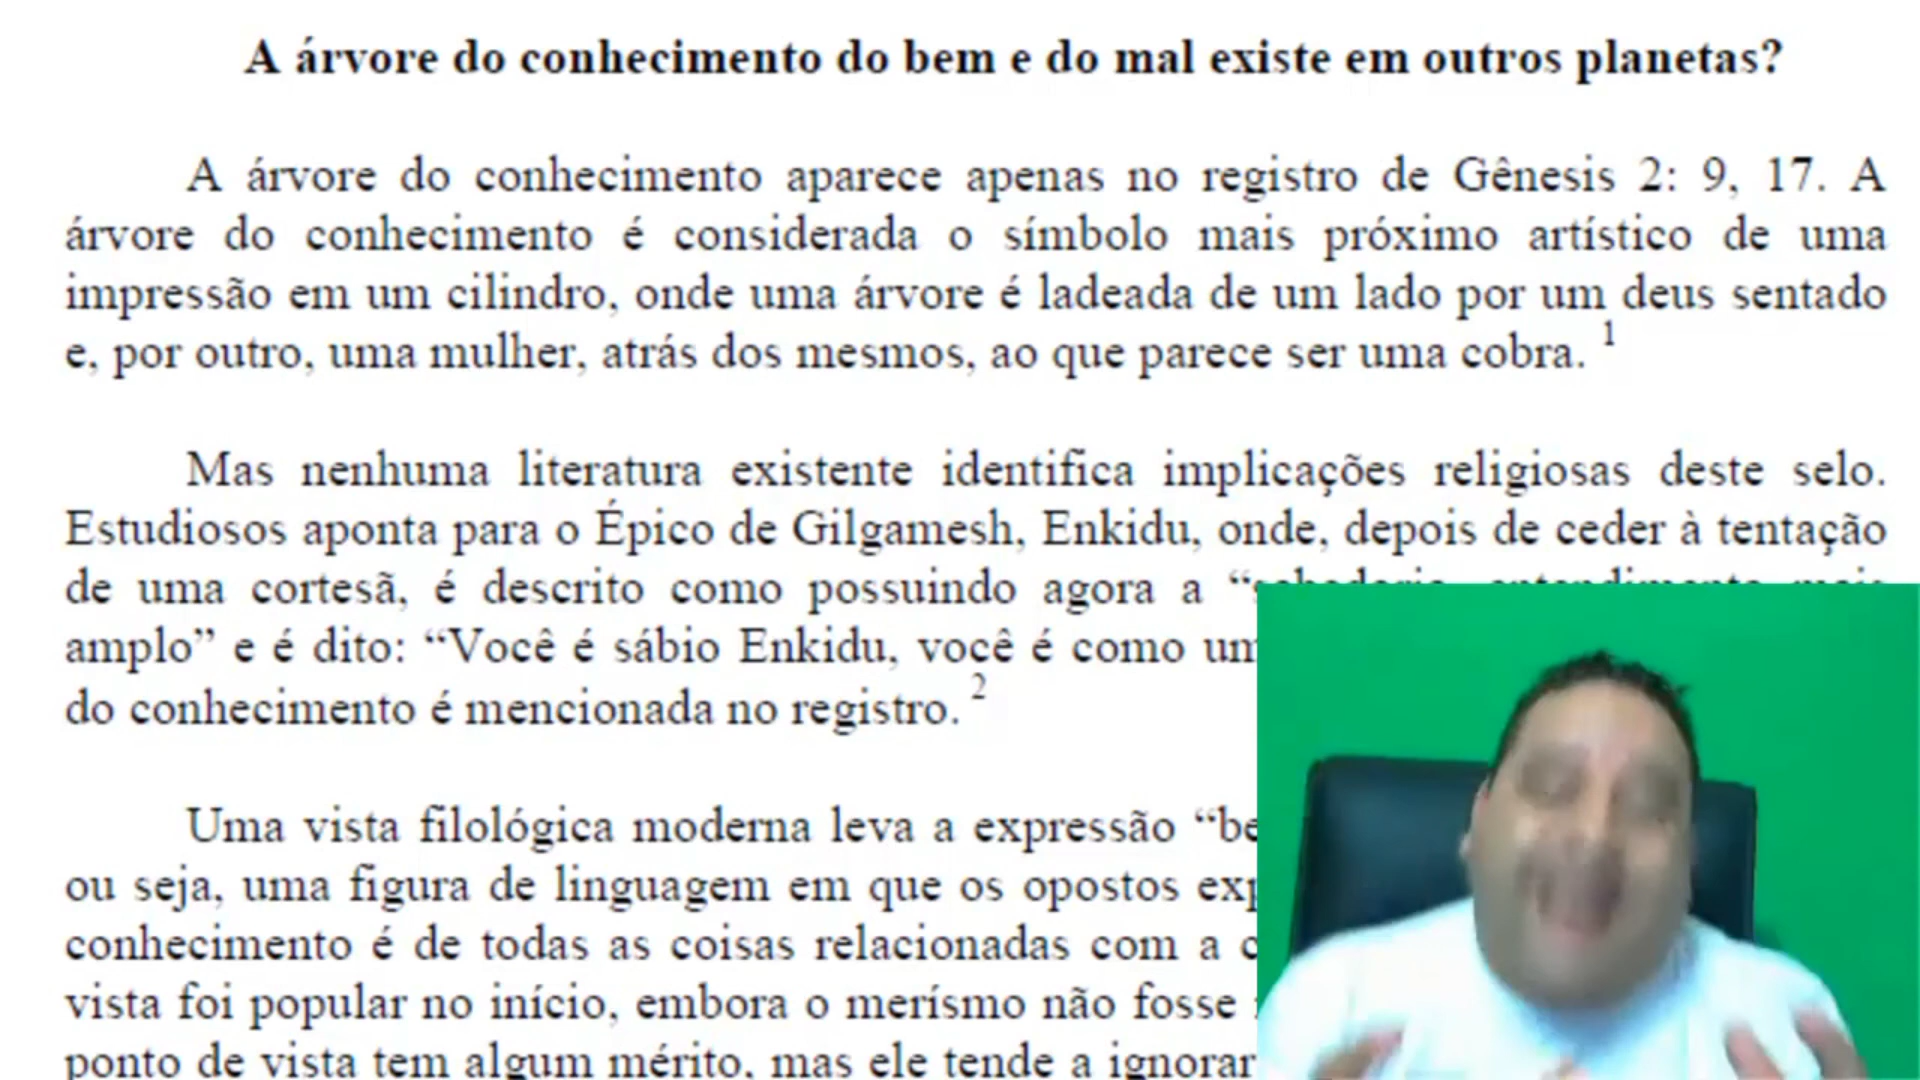 A árvore do conhecimento do bem e do mal existe em outros planetas?
A árvore do conhecimento aparece apenas no registro de Gênesis 2: 9, 17. A
árvore do conhecimento é considerada o símbolo mais próximo artístico de uma
impressão em um cilindro, onde uma árvore é ladeada de um lado por um deus sentado
e, por outro, uma mulher, atrás dos mesmos, ao que parece ser uma cobra. 1
Mas nenhuma literatura existente identifica implicações religiosas deste selo.
Estudiosos aponta para o Épico de Gilgamesh, Enkidu, onde, depois de ceder à tentação
de uma cortesã, é descrito como possuindo agora a
amplo” e é dito: “Você é sábio Enkidu, você é como um
do conhecimento é mencionada no registro. 2
Uma vista filológica moderna leva a expressão “be
ou seja, uma figura de linguagem em que os opostos exp
conhecimento é de todas as coisas relacionadas com a
vista foi popular no início, embora o merísmo não fosse
ponto de vista tem algum mérito, mas ele tende a ignorar